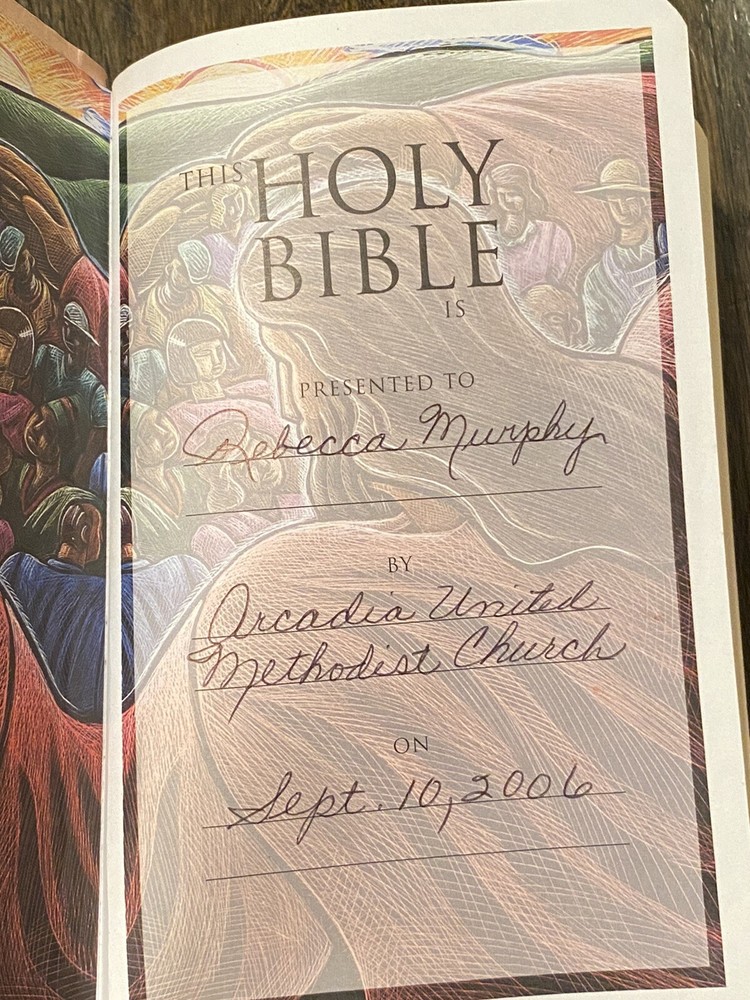 THIS HOLY
BIBLE
IS
PRESENTED TO
Rebecca Murphy
BY
Arcadia United
Methodist Church
ON
Sept. 10, 2006